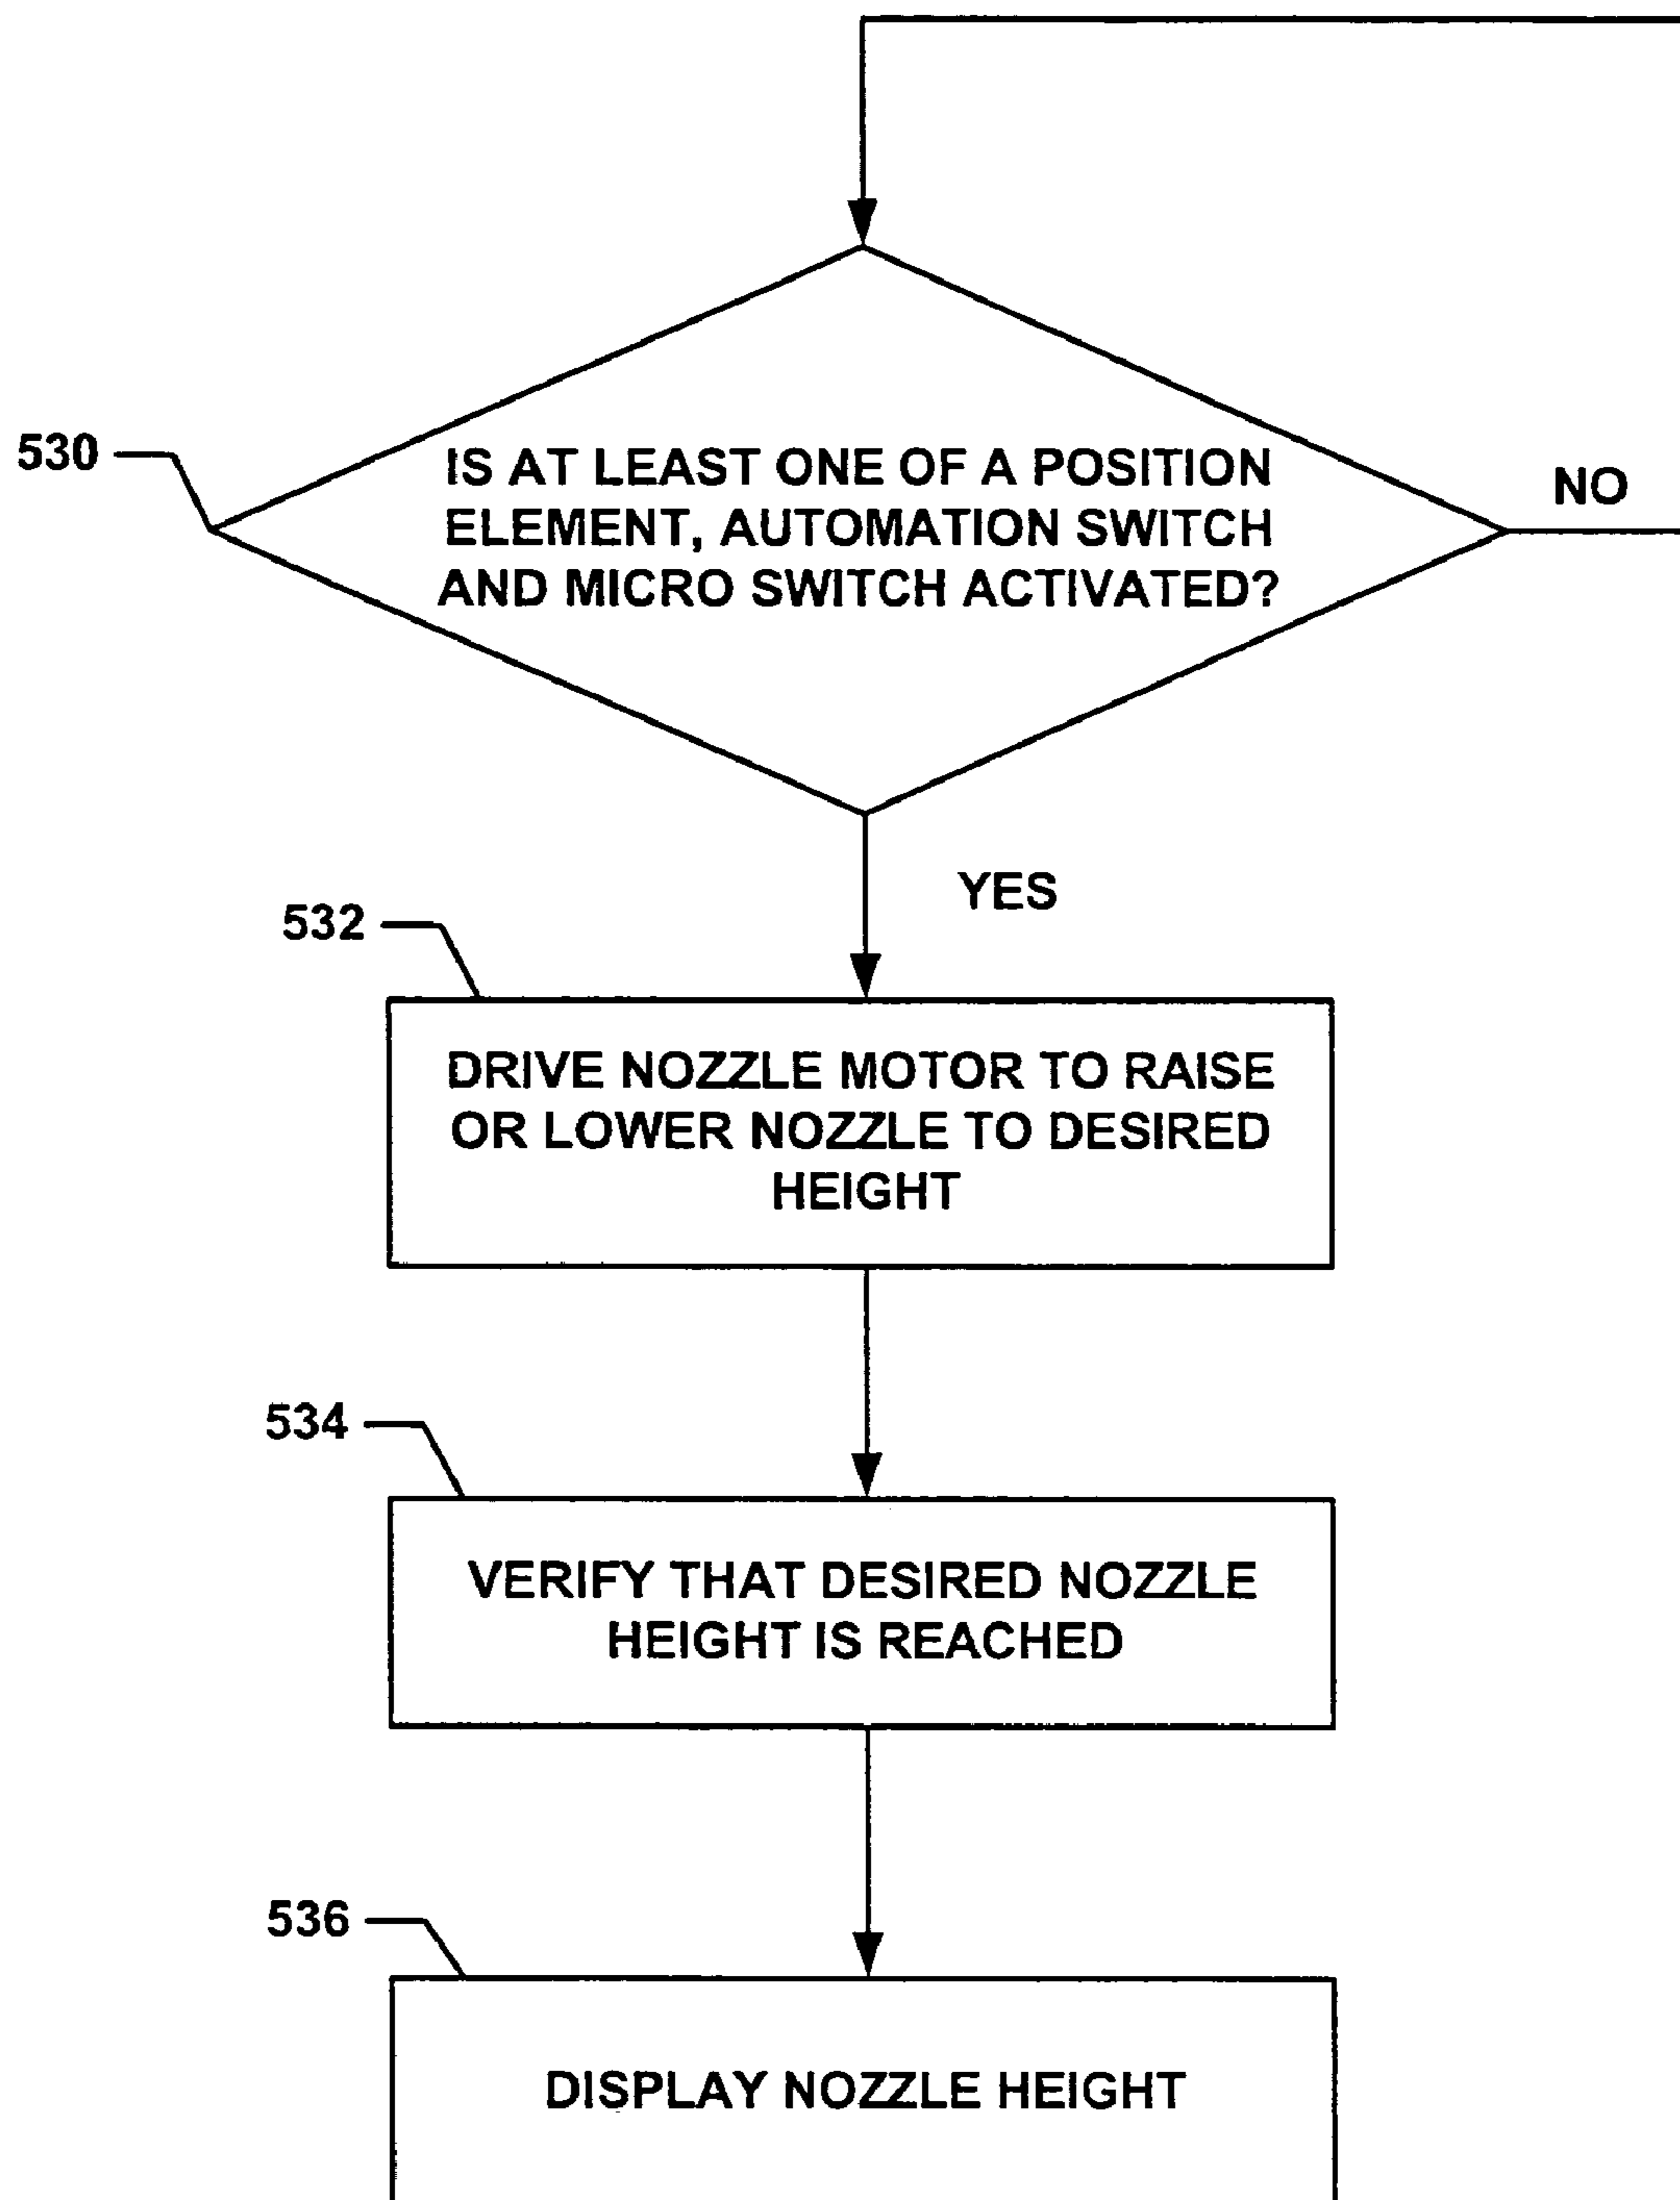 530
IS AT LEAST ONE OF A POSITION
ELEMENT, AUTOMATION SWITCH
AND MICRO SWITCH ACTIVATED?
NO
YES
532
DRIVE NOZZLE MOTOR TO RAISE
OR LOWER NOZZLE TO DESIRED
HEIGHT
534
VERIFY THAT DESIRED NOZZLE
HEIGHT IS REACHED
536
DISPLAY NOZZLE HEIGHT